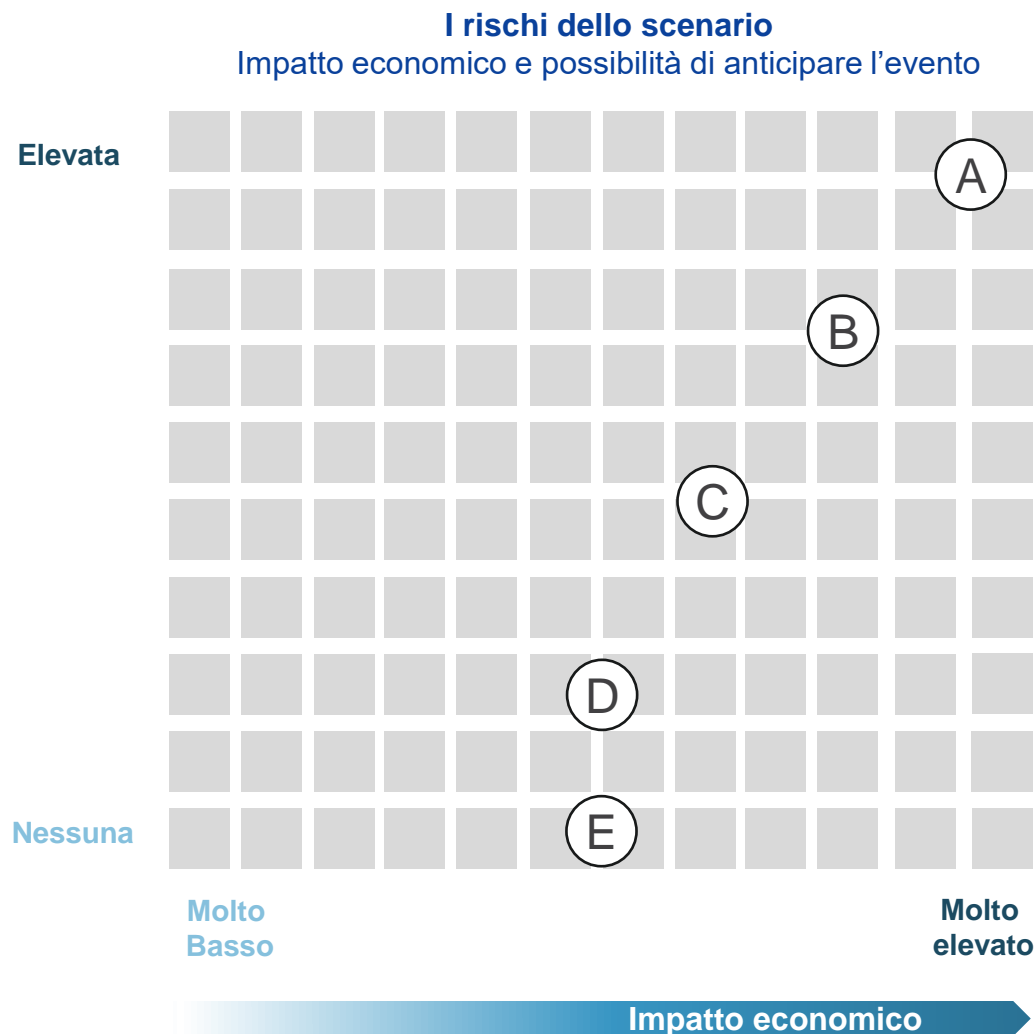 I rischi dello scenario
Impatto economico e possibilità di anticipare l'evento
Elevata
A
B
C
D
E
Nessuna
Molto
Basso
Molto
elevato
Impatto economico